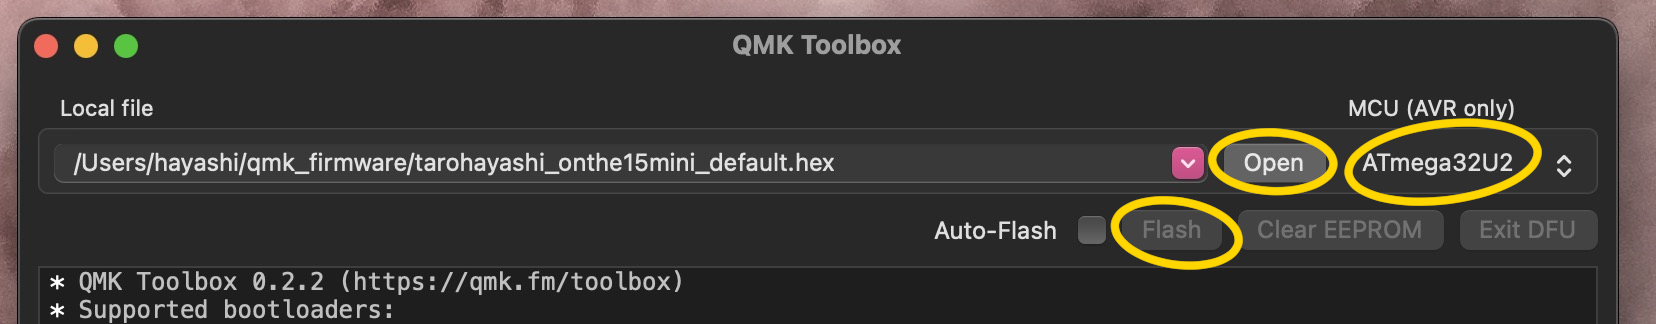 QMK Toolbox
Local file
MCU (AVR only)
/Users/hayashi/qmk_firmware/tarohayashi_onthe15mini_default.hex
Open
ATmega32U2
Auto-Flash
Flash
Clear EEPROM
Exit DFU
* QMK Toolbox 0.2.2 (https://qmk.fm/toolbox)
* Supported bootloaders: